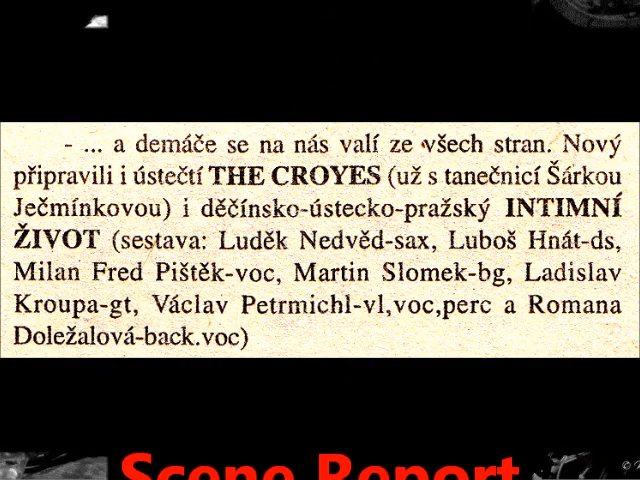 - ... a demáče se na nás valí ze všech stran. Nový
připravili i ústečtí THE CROYES (už s tanečnicí Šárkou
Ječmínkovou) i děčínsko-ústecko-pražský INTIMNÍ
ŽIVOT (sestava: Luděk Nedvěd-sax, Luboš Hnát-ds,
Milan Fred Pištěk-voc, Martin Slomek-bg, Ladislav
Kroupa-gt, Václav Petrmichl-vl,voc,perc a Romana
Doležalová-back.voc)
Scene Report